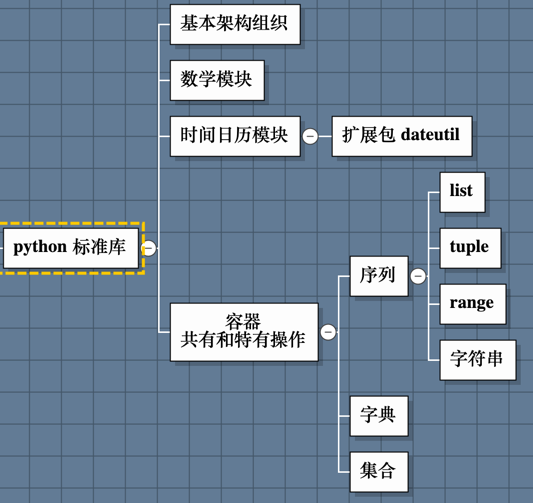 基本架构组织
数学模块
时间日历模块
扩展包 dateutil
python 标准库
容器
共有和特有操作
序列
list
tuple
range
字符串
字典
集合